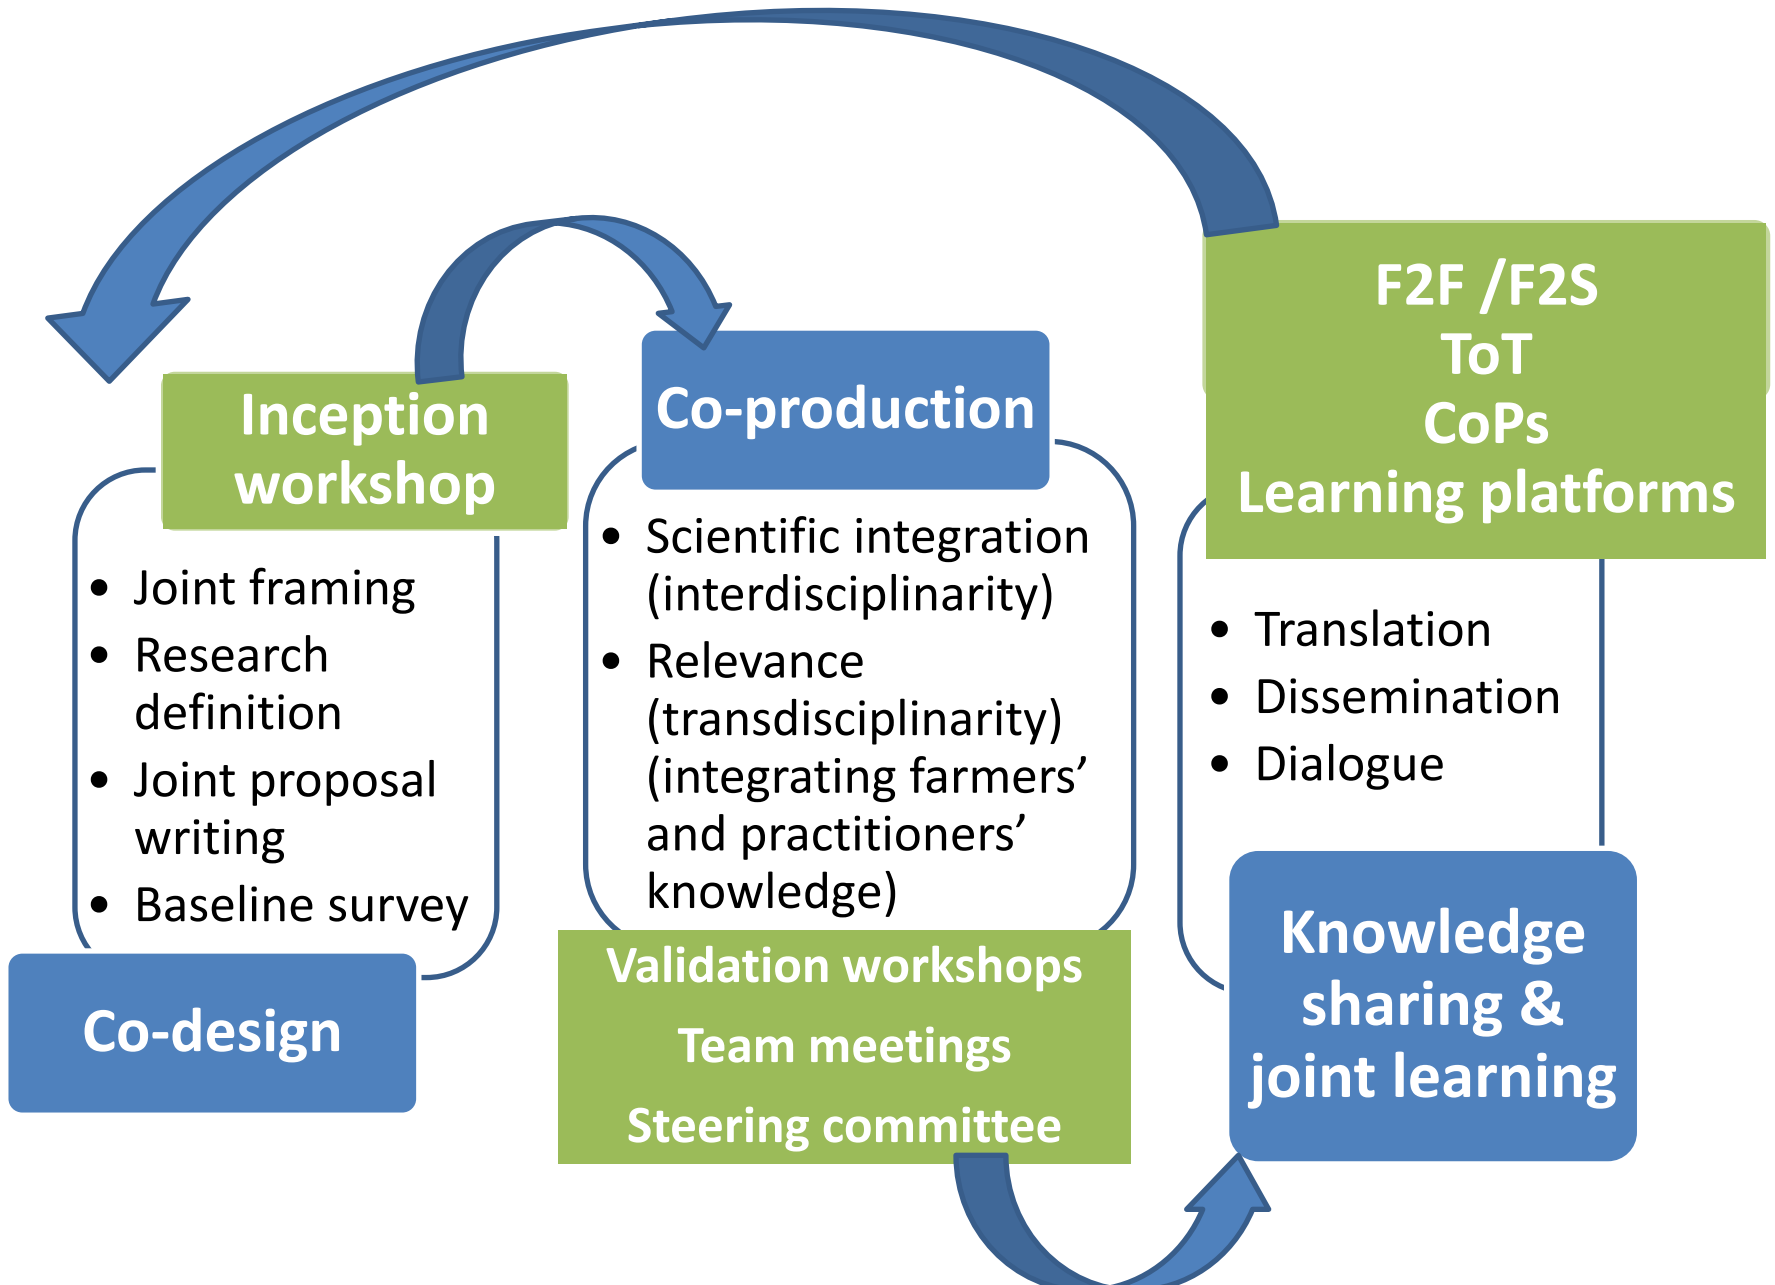 Inception
workshop
• Joint framing
• Research
definition
• Joint proposal
writing
• Baseline survey
Co-design
Co-production
• Scientific integration
(interdisciplinarity)
• Relevance
(transdisciplinarity)
(integrating farmers’
and practitioners’
knowledge)
Validation workshops
Team meetings
Steering committee
F2F /F2S
ToT
CoPs
Learning platforms
• Translation
• Dissemination
• Dialogue
Knowledge
sharing &
joint learning